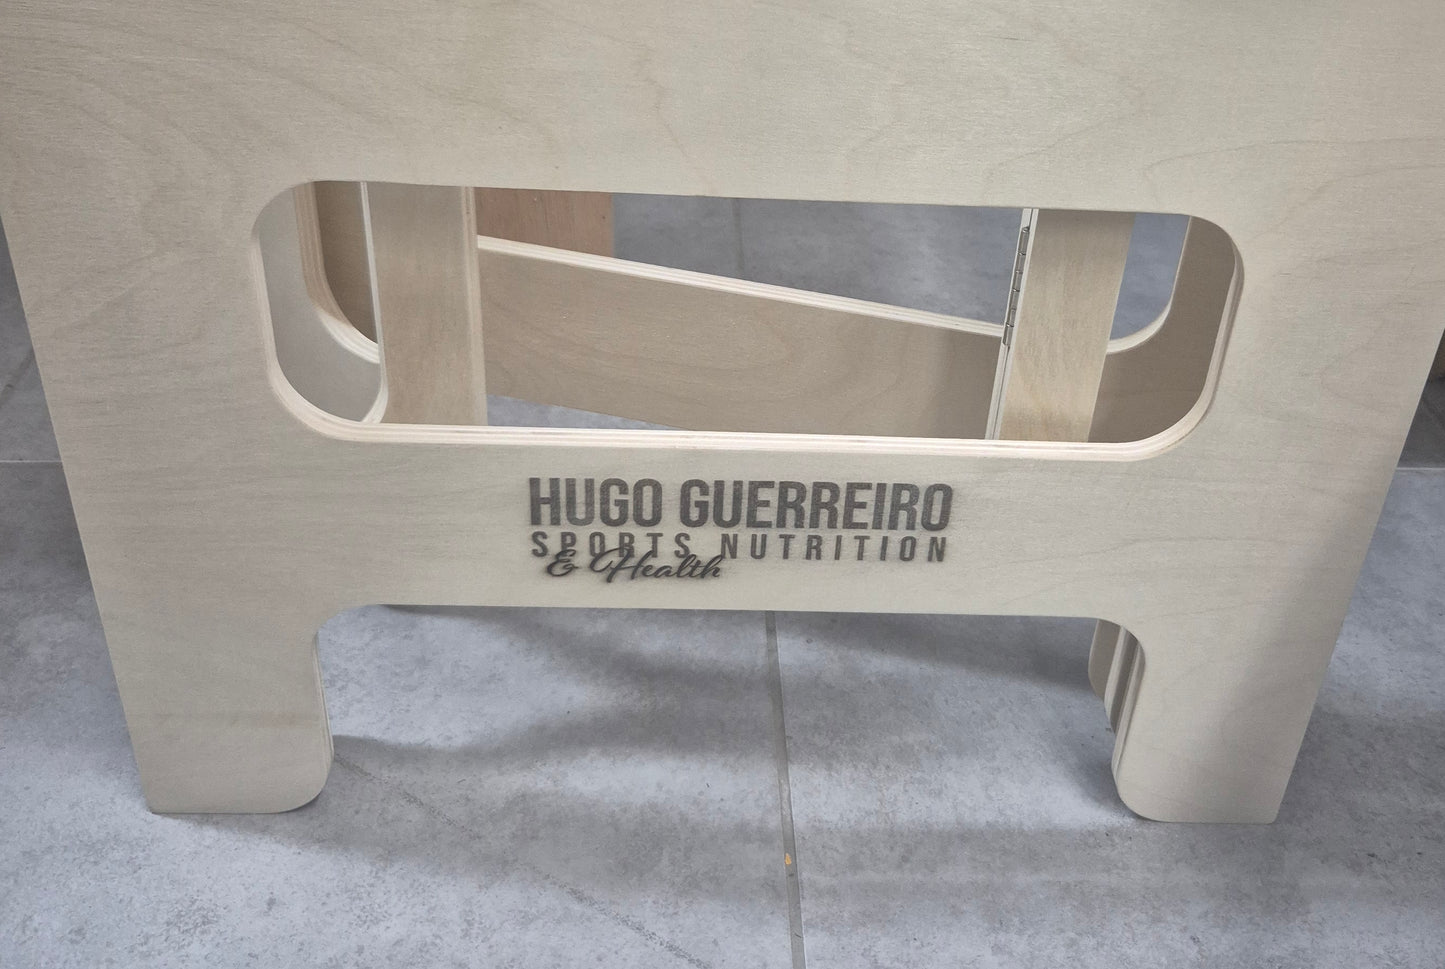 HUGO GUERREIRO
SPORTS NUTRITION
& Health